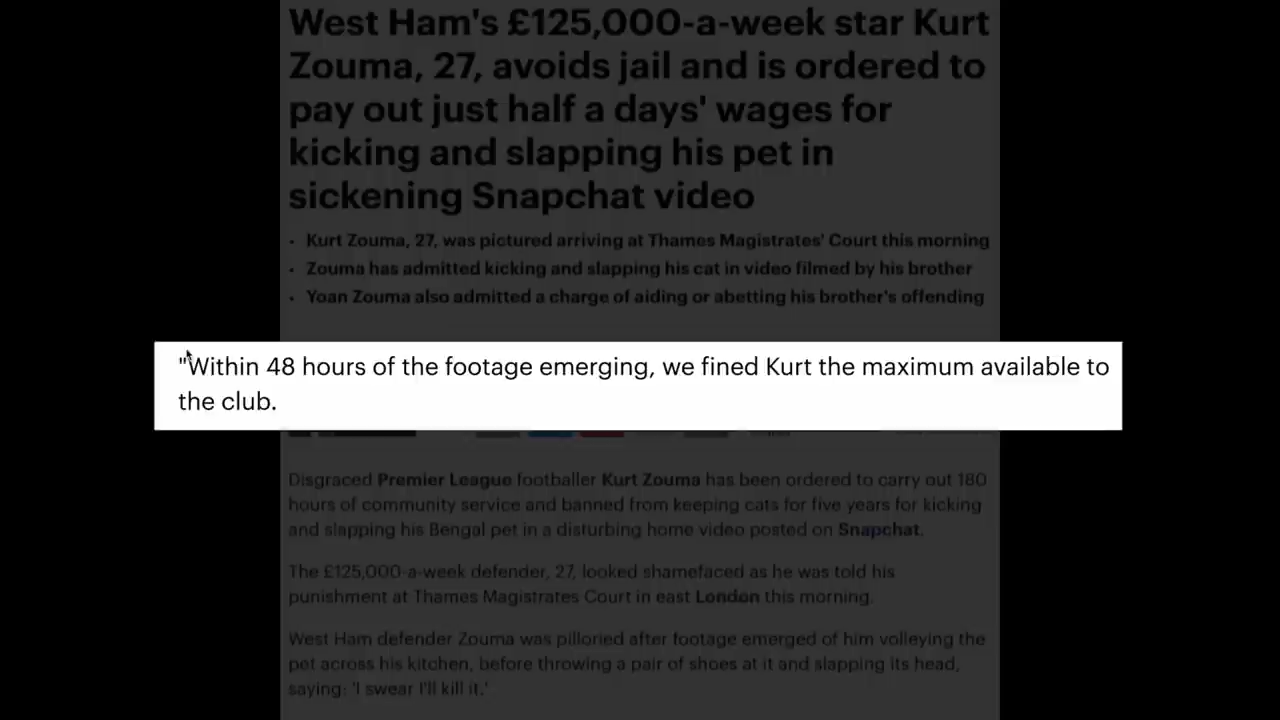 West Ham's £125,000-a-week star Kurt
Zouma, 27, avoids jail and is ordered to
pay out just half a days' wages for
kicking and slapping his pet in
sickening Snapchat video
• Kurt Zouma, 27, was pictured arriving at Thames Magistrates' Court this morning
• Zouma has admitted kicking and slapping his cat in video filmed by his brother
• Yoan Zouma also admitted a charge of aiding or abetting his brother's offending
"Within 48 hours of the footage emerging, we fined Kurt the maximum available to
the club.
Disgraced Premier League footballer Kurt Zouma has been ordered to carry out 180
hours of community service and banned from keeping cats for five years for kicking
and slapping his Bengal pet in a disturbing home video posted on Snapchat.
The £125,000-a-week defender, 27, looked shamefaced as he was told his
punishment at Thames Magistrates Court in east London this morning.
West Ham defender Zouma was pilloried after footage emerged of him volleying the
pet across his kitchen, before throwing a pair of shoes at it and slapping its head,
saying: 'I swear I'll kill it.'